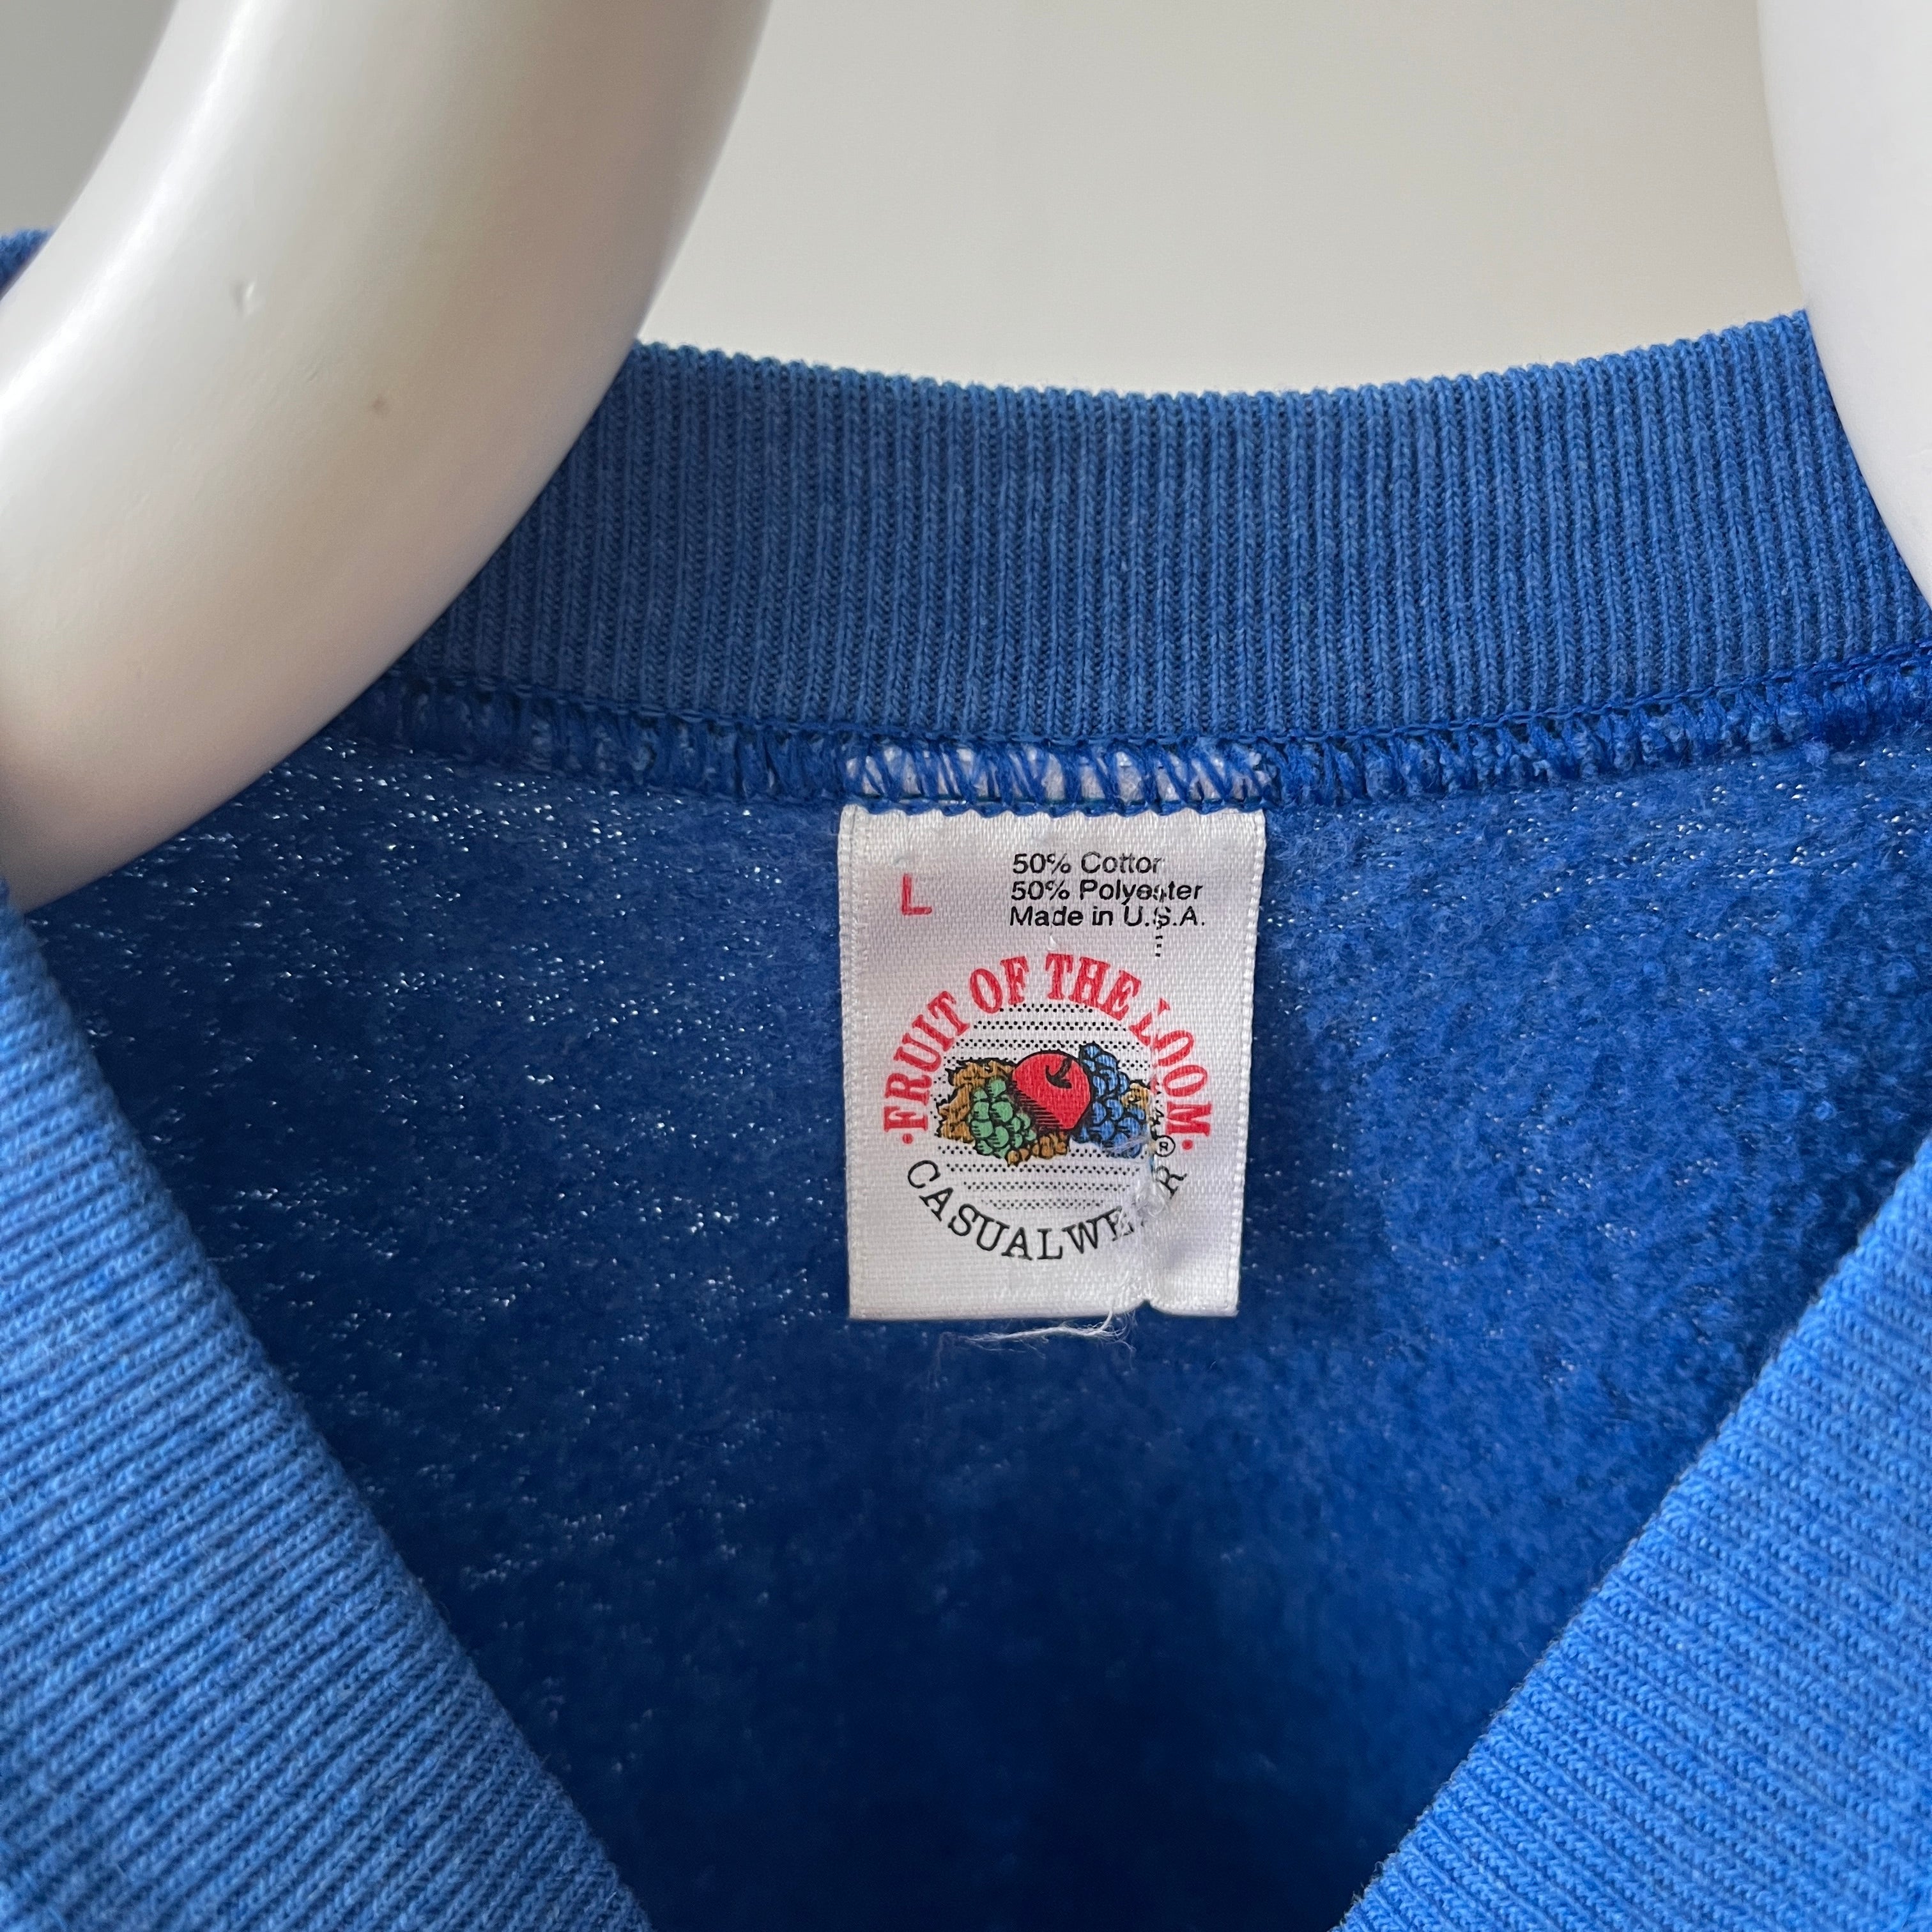 L
50% Cotton
50% Polyester
Made in U.S.A.
·FRUIT OF THE LOOM·
®
CASUALWEAR